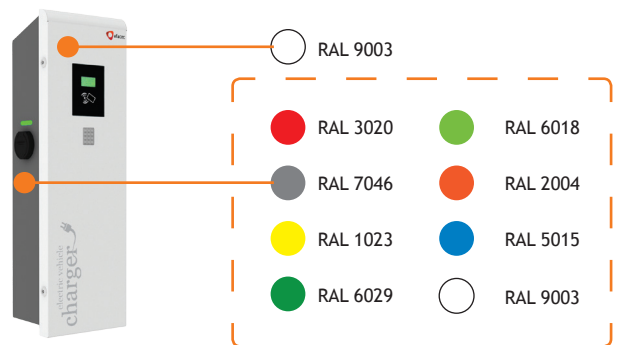 efacec
RAL 9003
RAL 3020
RAL 6018
RAL 7046
RAL 2004
RAL 1023
RAL 5015
RAL 6029
RAL 9003
electric vehicle
charger